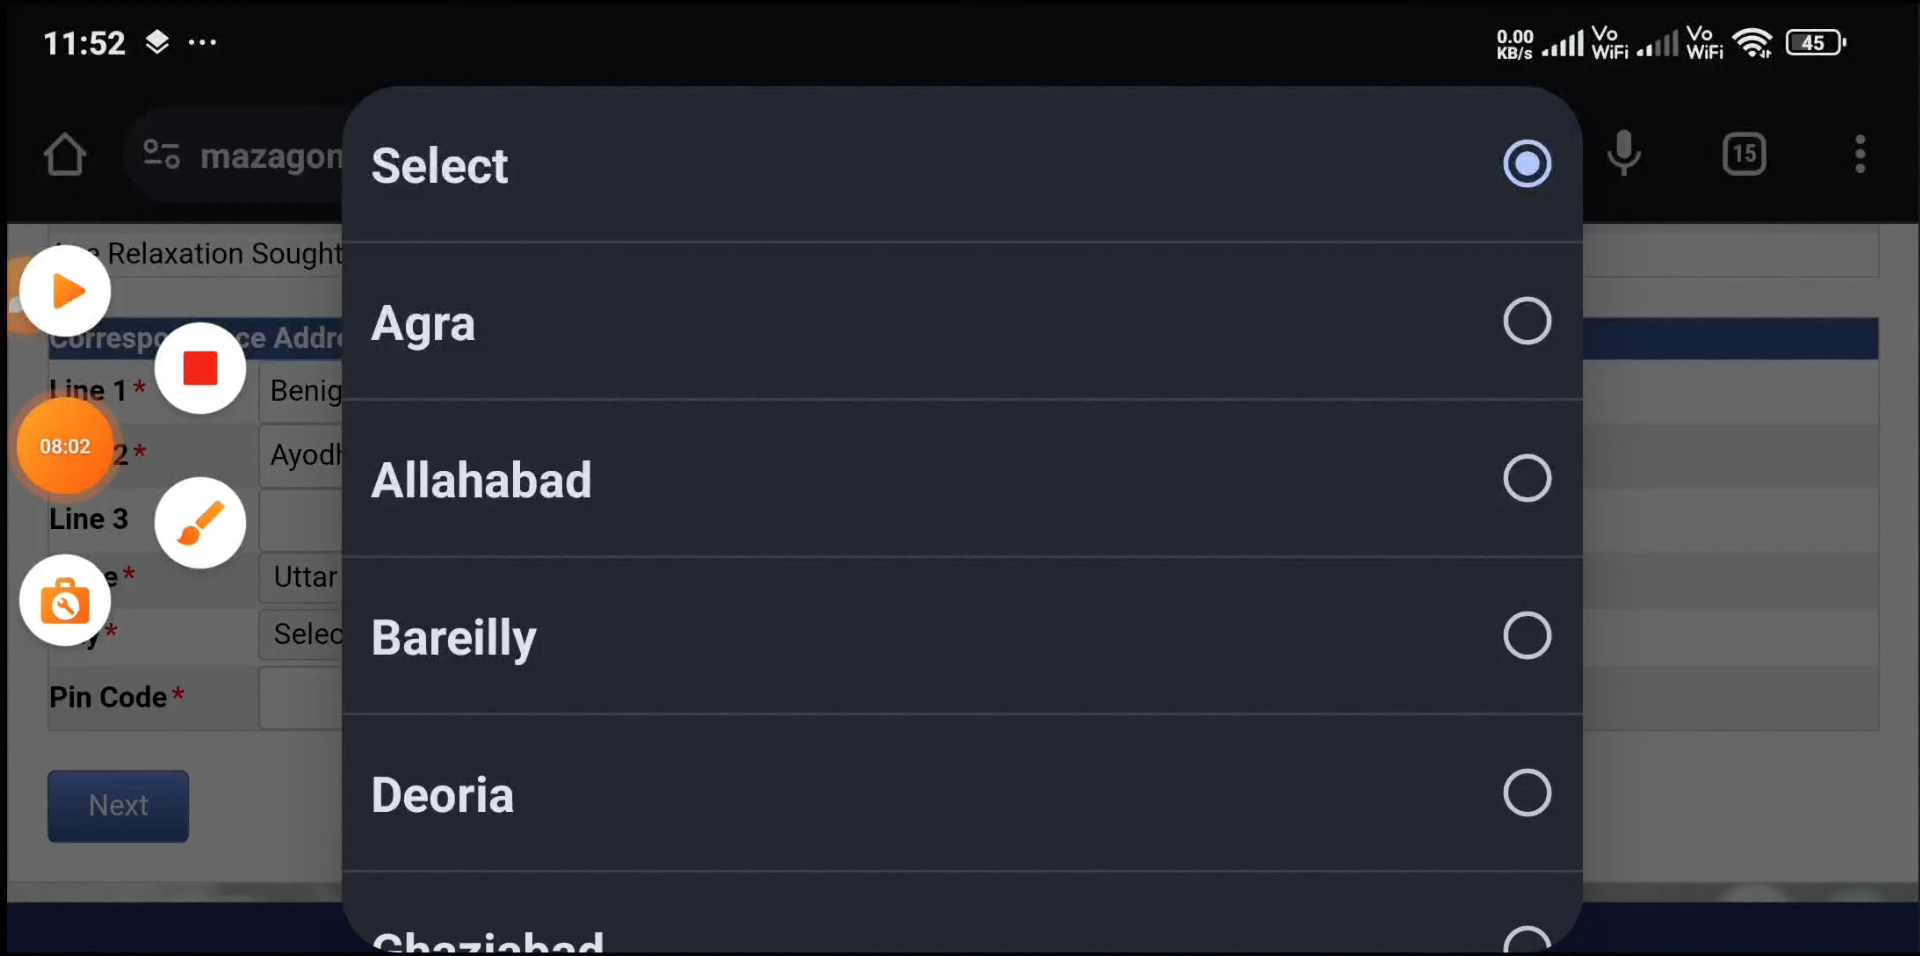 11:52
0.00 KB/s Vo WiFi Vo WiFi 45
mazagon
15
Select
Relaxation Sought
Agra
Line 1* Benig
Allahabad
08:02
2* Ayodh
Line 3
e* Uttar
Bareilly
y* Selec
Pin Code*
Deoria
Next
Ghaziabad